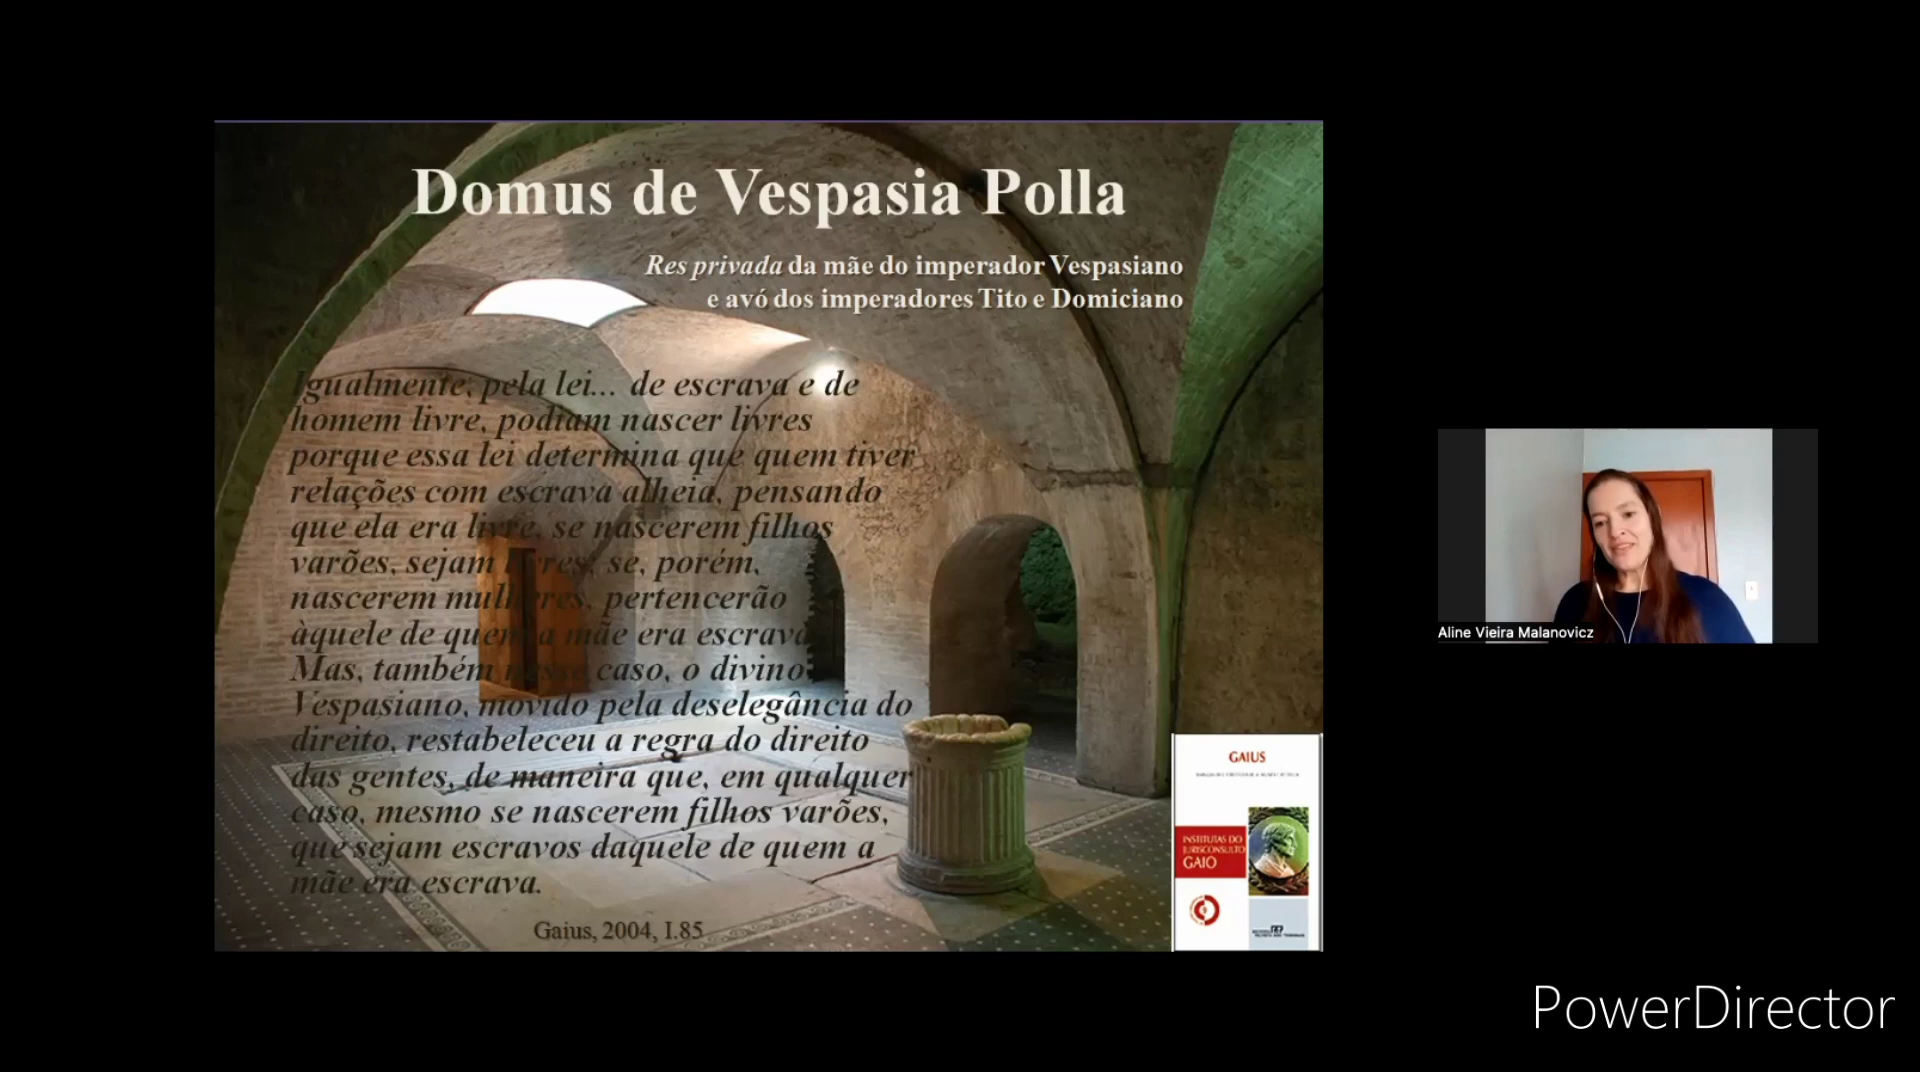 Domus de Vespasia Polla
Res privada da mãe do imperador Vespasiano
e avó dos imperadores Tito e Domiciano
Igualmente, pela lei... de escrava e de
homem livre, podiam nascer livres
porque essa lei determina que quem tiver
relações com escrava alheia, pensando
que ela era livre, se nascerem filhos
varões, sejam livres; se, porém,
nascerem mulheres, pertencerão
àquele de quem a mãe era escrava.
Mas, também nesse caso, o divino
Vespasiano, movido pela deselegância do
direito, restabeleceu a regra do direito
das gentes, de maneira que, em qualquer
caso, mesmo se nascerem filhos varões,
que sejam escravos daquele de quem a
mãe era escrava.
Gaius, 2004, I.85
GAIUS
INSTITUTAS DO
JURISCONSULTO
GAIO
Aline Vieira Malanovicz
PowerDirector